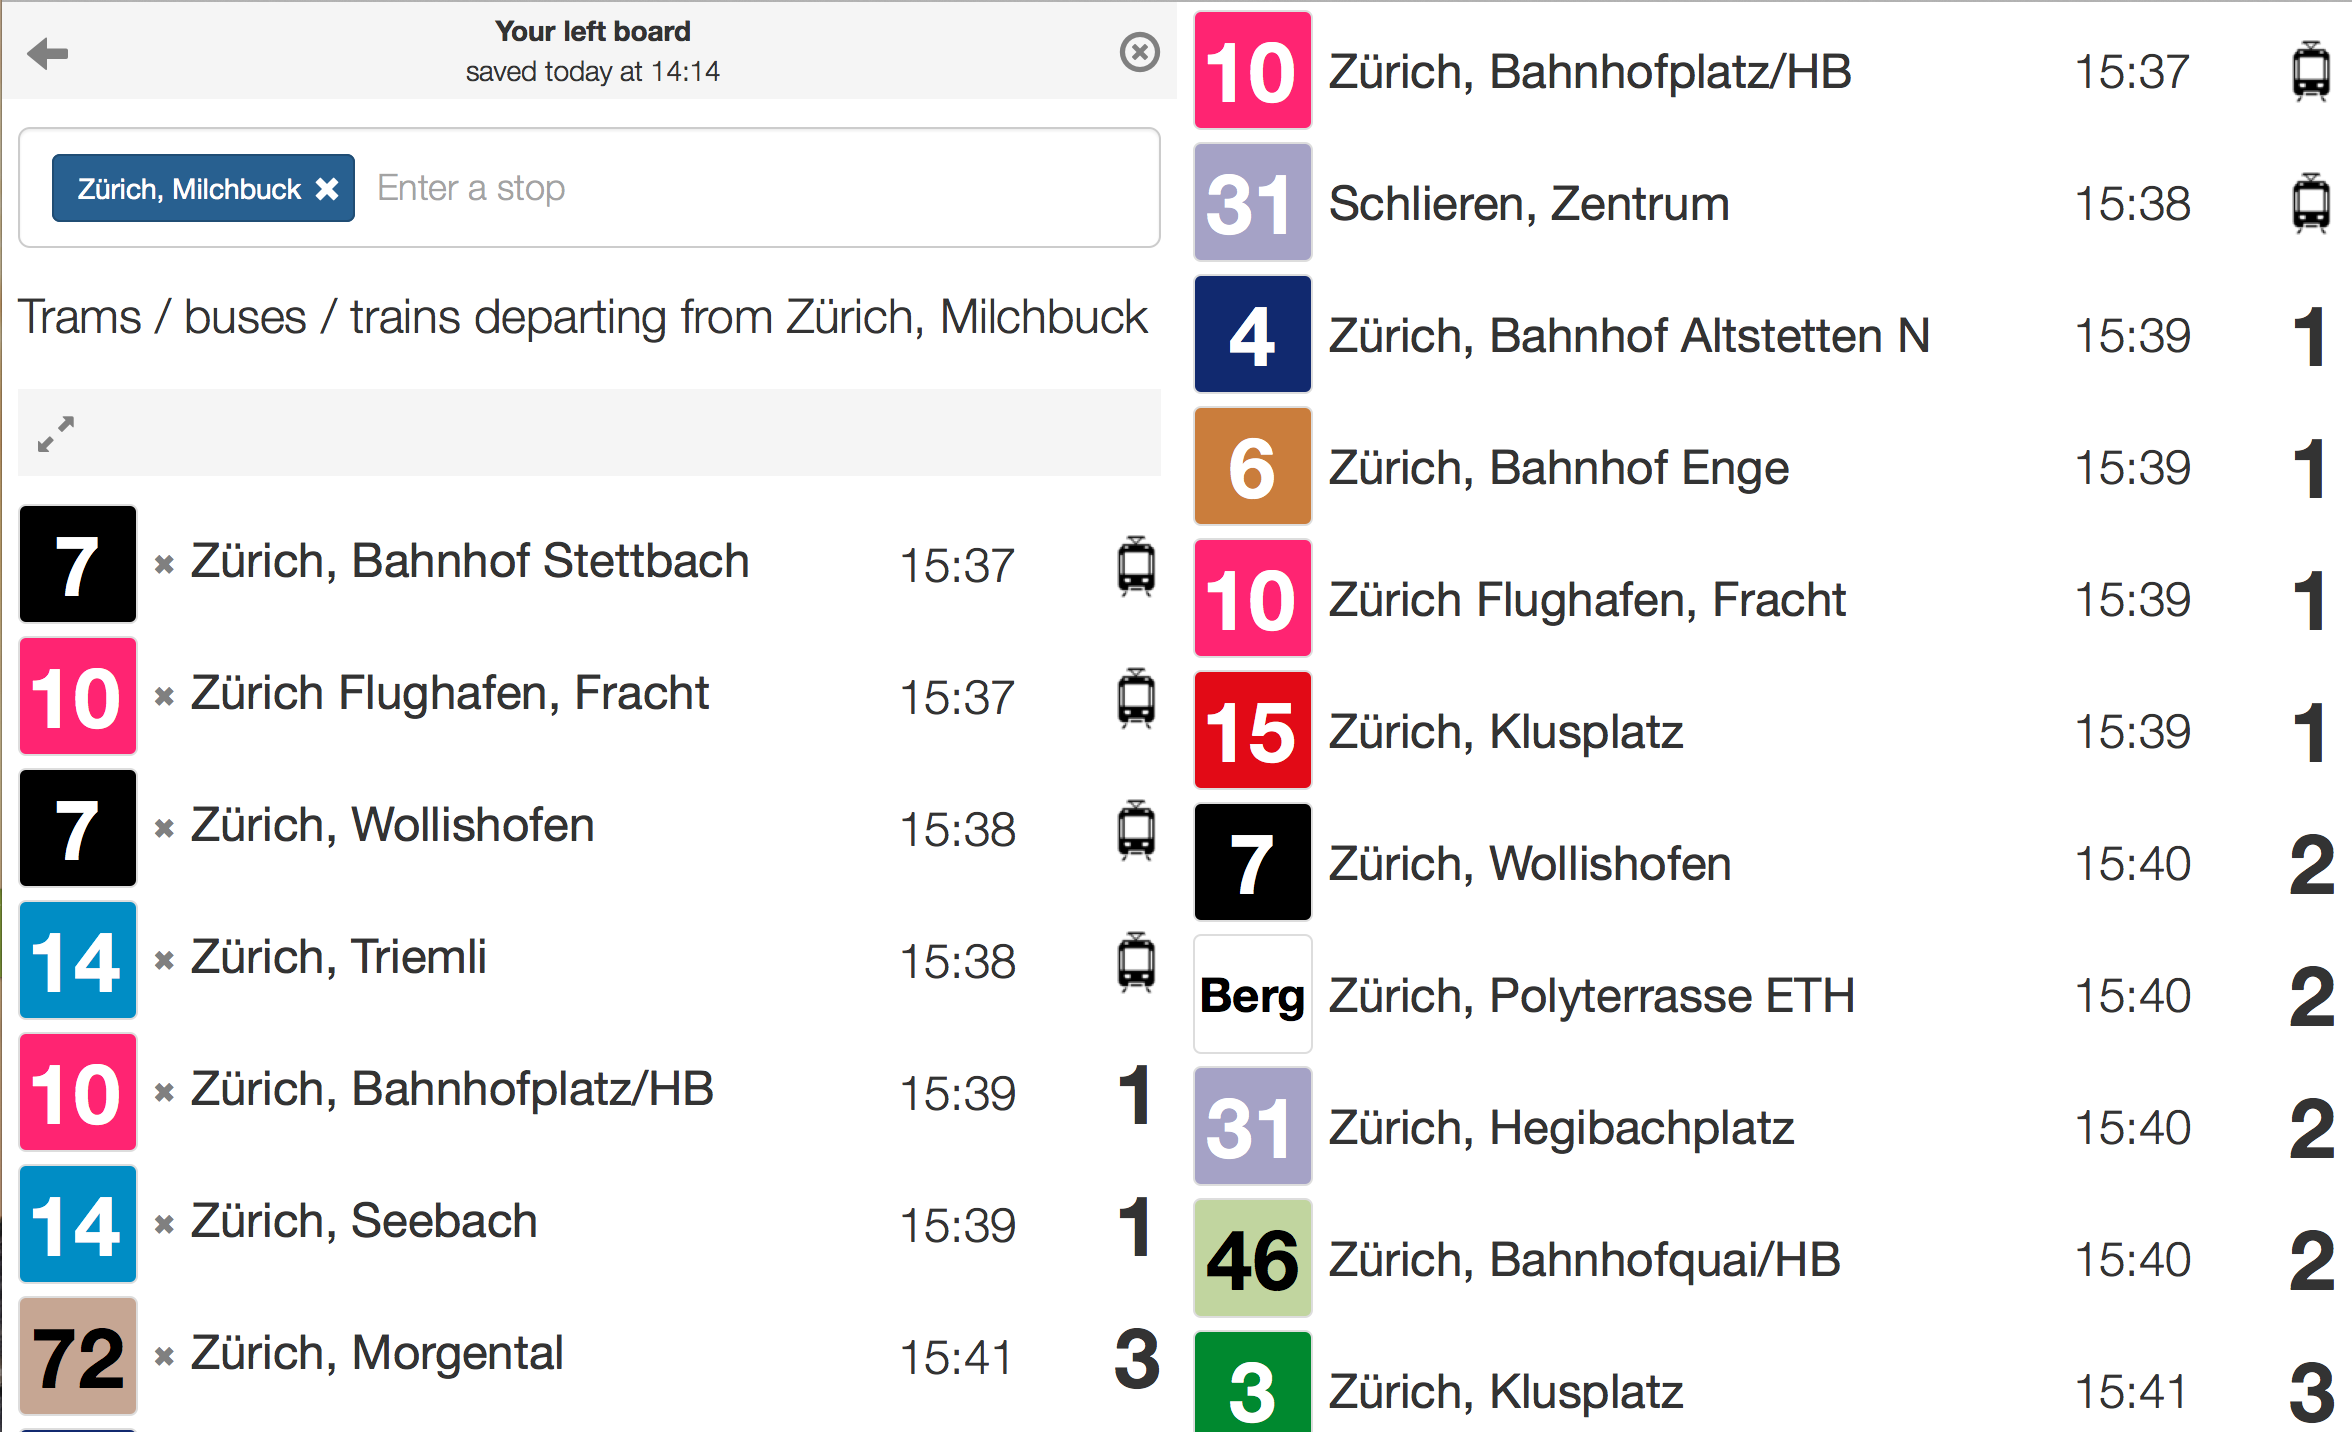 Your left board
saved today at 14:14
Zürich, Milchbuck Enter a stop
Trams / buses / trains departing from Zürich, Milchbuck
7 Zürich, Bahnhof Stettbach 15:37
10 Zürich Flughafen, Fracht 15:37
7 Zürich, Wollishofen 15:38
14 Zürich, Triemli 15:38
10 Zürich, Bahnhofplatz/HB 15:39 1
14 Zürich, Seebach 15:39 1
72 Zürich, Morgental 15:41 3
10 Zürich, Bahnhofplatz/HB 15:37
31 Schlieren, Zentrum 15:38
4 Zürich, Bahnhof Altstetten N 15:39 1
6 Zürich, Bahnhof Enge 15:39 1
10 Zürich Flughafen, Fracht 15:39 1
15 Zürich, Klusplatz 15:39 1
7 Zürich, Wollishofen 15:40 2
Berg Zürich, Polyterrasse ETH 15:40 2
31 Zürich, Hegibachplatz 15:40 2
46 Zürich, Bahnhofquai/HB 15:40 2
3 Zürich, Klusplatz 15:41 3